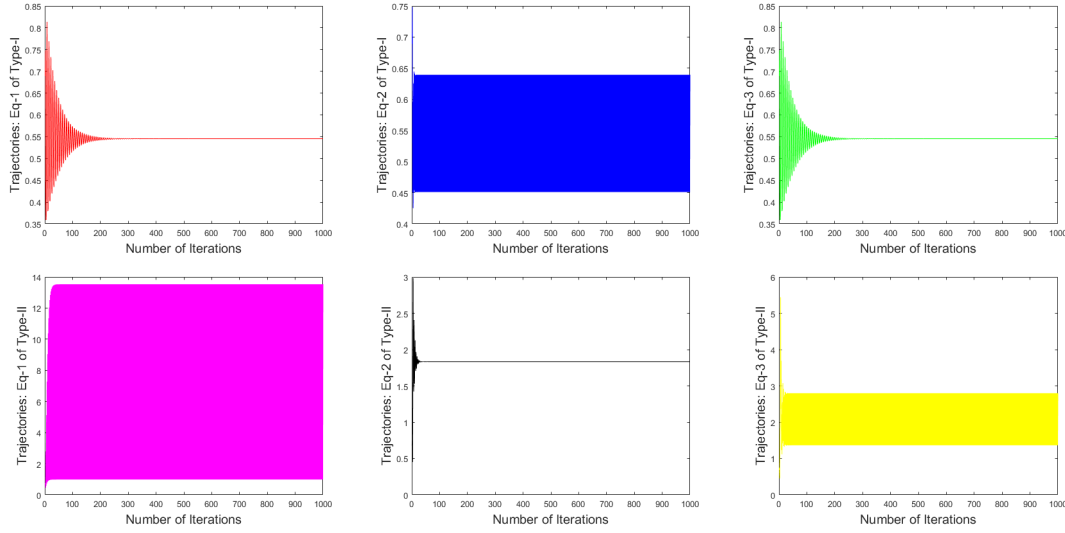 Trajectories: Eq-1 of Type-I
0.85
0.8
0.75
0.7
0.65
0.6
0.55
0.5
0.45
0.4
0.35
0 100 200 300 400 500 600 700 800 900 1000
Number of Iterations
Trajectories: Eq-2 of Type-I
0.75
0.7
0.65
0.6
0.55
0.5
0.45
0.4
0 100 200 300 400 500 600 700 800 900 1000
Number of Iterations
Trajectories: Eq-3 of Type-I
0.85
0.8
0.75
0.7
0.65
0.6
0.55
0.5
0.45
0.4
0.35
0 100 200 300 400 500 600 700 800 900 1000
Number of Iterations
Trajectories: Eq-1 of Type-II
14
12
10
8
6
4
2
0
0 100 200 300 400 500 600 700 800 900 1000
Number of Iterations
Trajectories: Eq-2 of Type-II
3
2.5
2
1.5
1
0.5
0
0 100 200 300 400 500 600 700 800 900 1000
Number of Iterations
Trajectories: Eq-3 of Type-II
6
5
4
3
2
1
0
0 100 200 300 400 500 600 700 800 900 1000
Number of Iterations